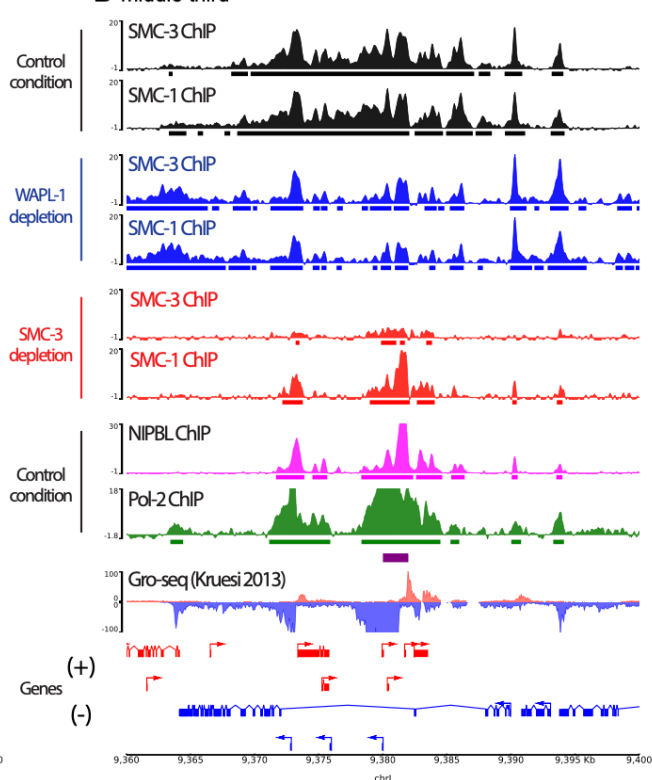 B middle third
20
SMC-3 ChIP
-1
Control
condition
20
SMC-1 ChIP
-1
20
SMC-3 ChIP
-1
WAPL-1
depletion
20
SMC-1 ChIP
-1
20
SMC-3 ChIP
-1
SMC-3
depletion
20
SMC-1 ChIP
-1
30
NIPBL ChIP
-1
Control
condition
18
Pol-2 ChIP
-1.8
100
Gro-seq (Kruesi 2013)
0
0
-100
(+)
Genes
(-)
0
9,360 9,365 9,370 9,375 9,380 9,385 9,390 9,395 Kb 9,400
chrI